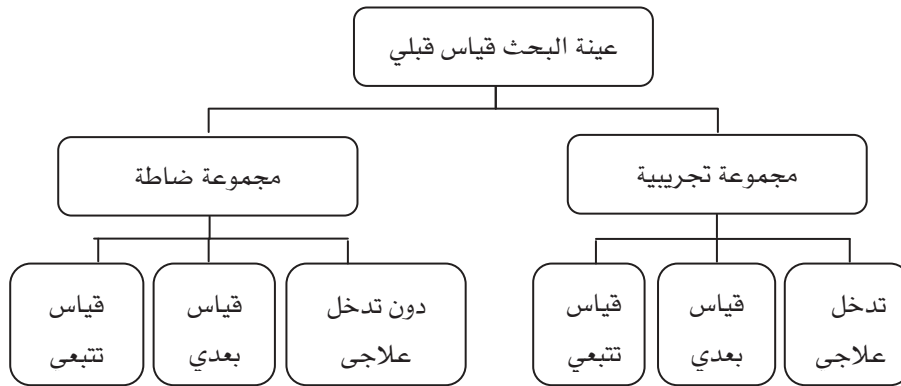 عينة البحث قياس قبلي
مجموعة تجريبية
مجموعة ضاطة
تدخل
علاجى
قياس
بعدي
قياس
تتبعي
دون تدخل
علاجى
قياس
بعدي
قياس
تتبعى